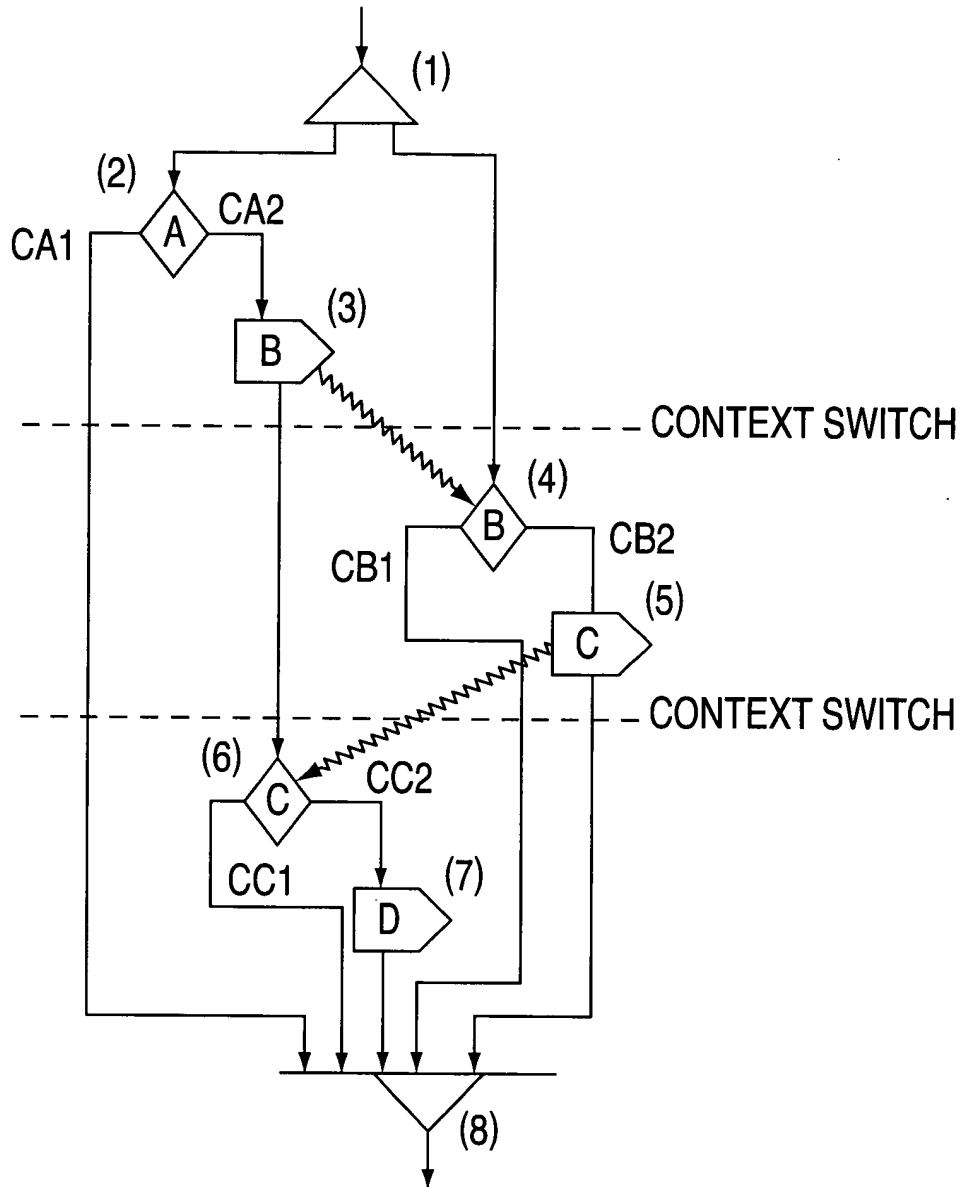 (1)
(2)
A
CA2
CA1
(3)
B
CONTEXT SWITCH
(4)
B
CB2
CB1
(5)
C
CONTEXT SWITCH
(6)
C
CC2
CC1
(7)
D
(8)